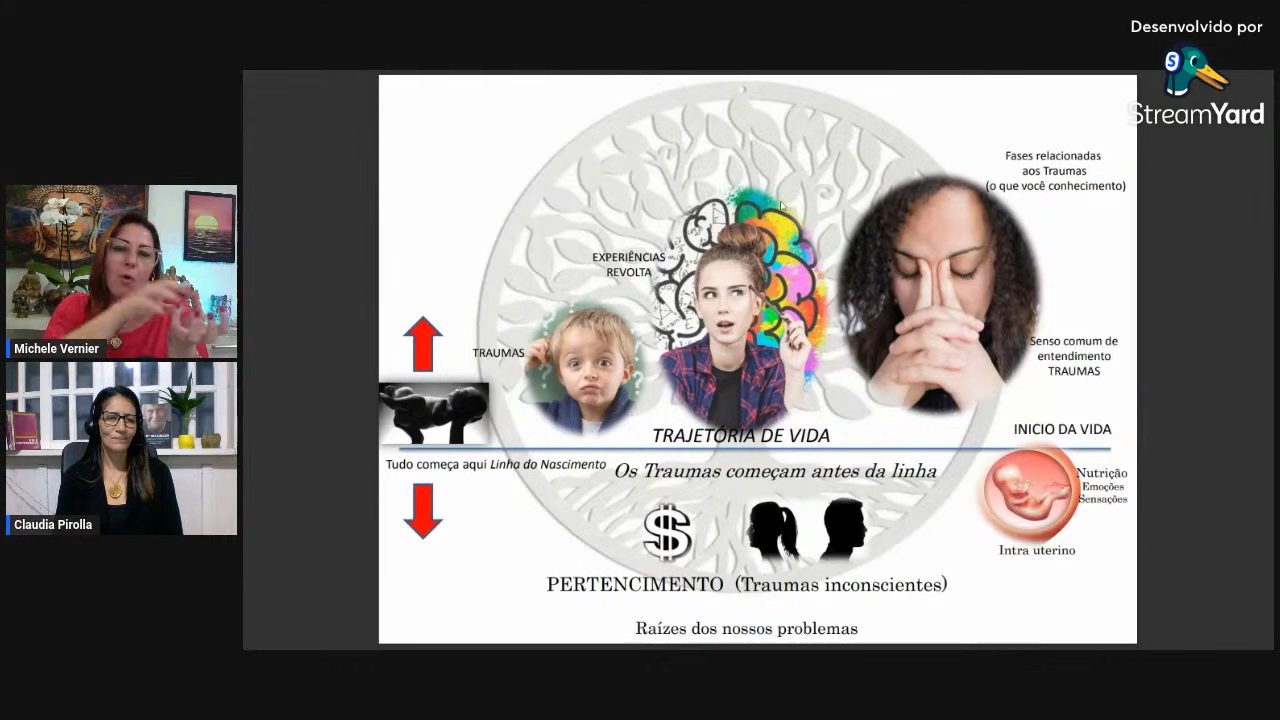 Desenvolvido por
StreamYard
Fases relacionadas
aos Traumas
(o que você conhecimento)
EXPERIÊNCIAS
REVOLTA
TRAUMAS
Senso comum de
entendimento
TRAUMAS
Michele Vernier
TRAJETÓRIA DE VIDA
INICIO DA VIDA
Tudo começa aqui Linha do Nascimento
Os Traumas começam antes da linha
Nutrição
Emoções
Sensações
Claudia Pirolla
Intra uterino
PERTENCIMENTO (Traumas inconscientes)
Raízes dos nossos problemas